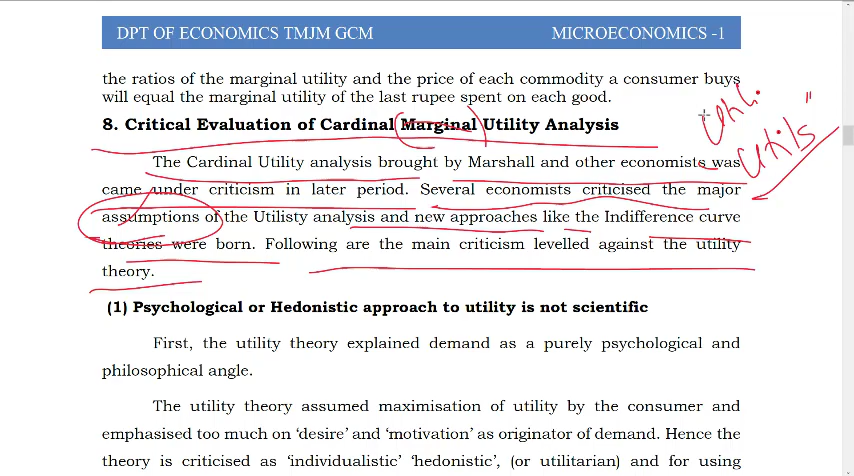 DPT OF ECONOMICS TMJM GCM MICROECONOMICS -1
the ratios of the marginal utility and the price of each commodity a consumer buys
will equal the marginal utility of the last rupee spent on each good.
8. Critical Evaluation of Cardinal Marginal Utility Analysis
utils"
The Cardinal Utility analysis brought by Marshall and other economists was
came under criticism in later period. Several economists criticised the major
assumptions of the Utilisty analysis and new approaches like the Indifference curve
theories were born. Following are the main criticism levelled against the utility
theory.
(1) Psychological or Hedonistic approach to utility is not scientific
First, the utility theory explained demand as a purely psychological and
philosophical angle.
The utility theory assumed maximisation of utility by the consumer and
emphasised too much on 'desire' and 'motivation' as originator of demand. Hence the
theory is criticised as 'individualistic' 'hedonistic', (or utilitarian) and for using